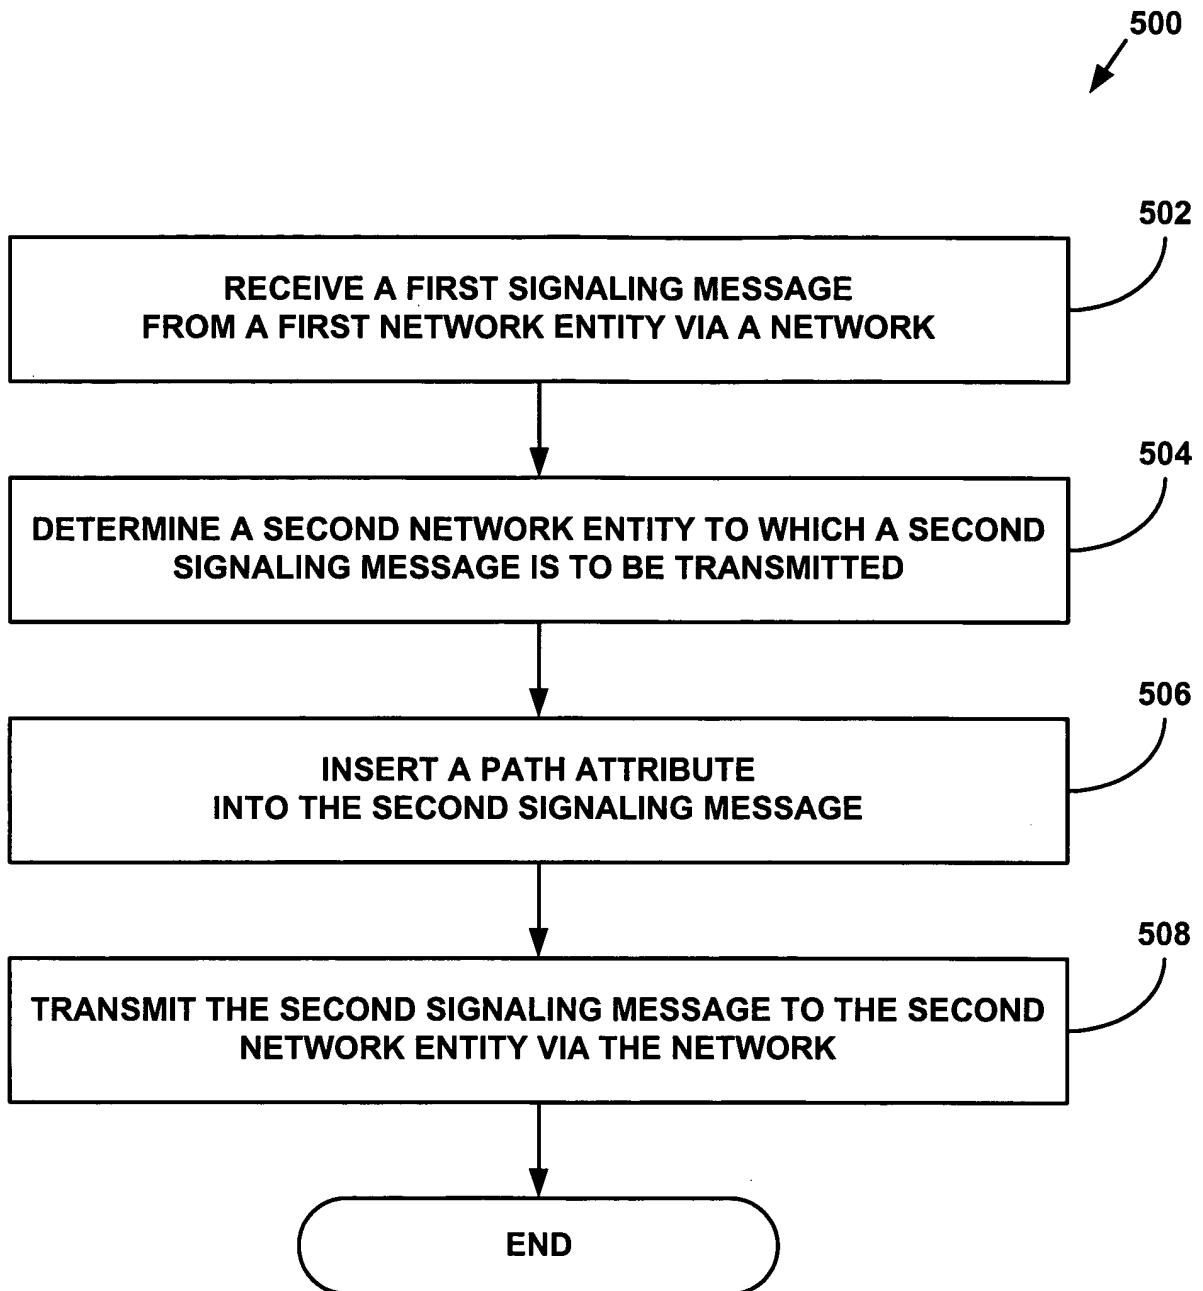 500
502
RECEIVE A FIRST SIGNALING MESSAGE
FROM A FIRST NETWORK ENTITY VIA A NETWORK
504
DETERMINE A SECOND NETWORK ENTITY TO WHICH A SECOND
SIGNALING MESSAGE IS TO BE TRANSMITTED
506
INSERT A PATH ATTRIBUTE
INTO THE SECOND SIGNALING MESSAGE
508
TRANSMIT THE SECOND SIGNALING MESSAGE TO THE SECOND
NETWORK ENTITY VIA THE NETWORK
END